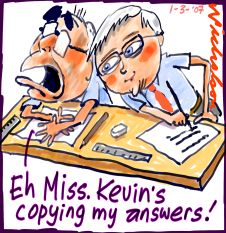 1-3-'07
Nicholson
Eh Miss. Kevin's
copying my answers!